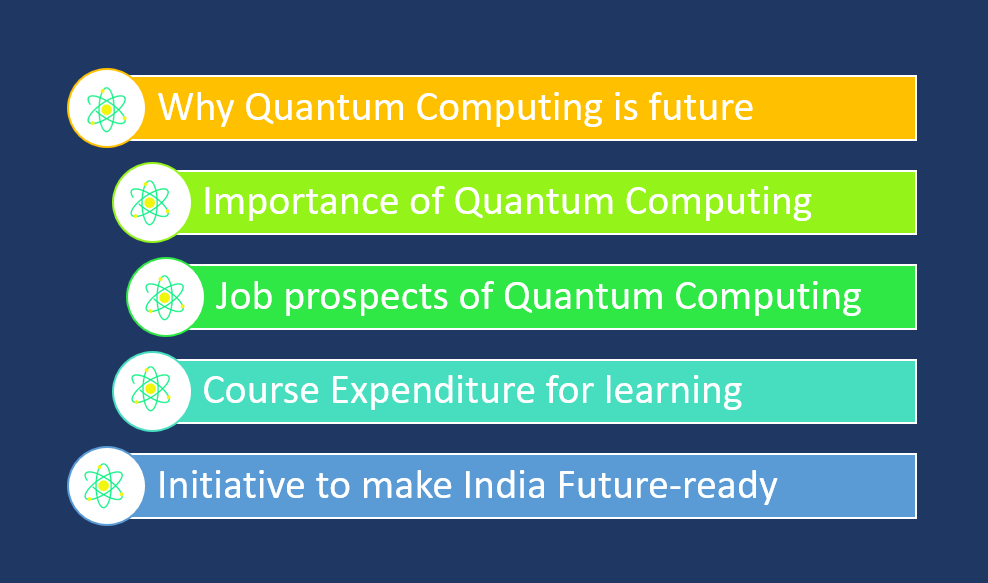 Why Quantum Computing is future
Importance of Quantum Computing
Job prospects of Quantum Computing
Course Expenditure for learning
Initiative to make India Future-ready